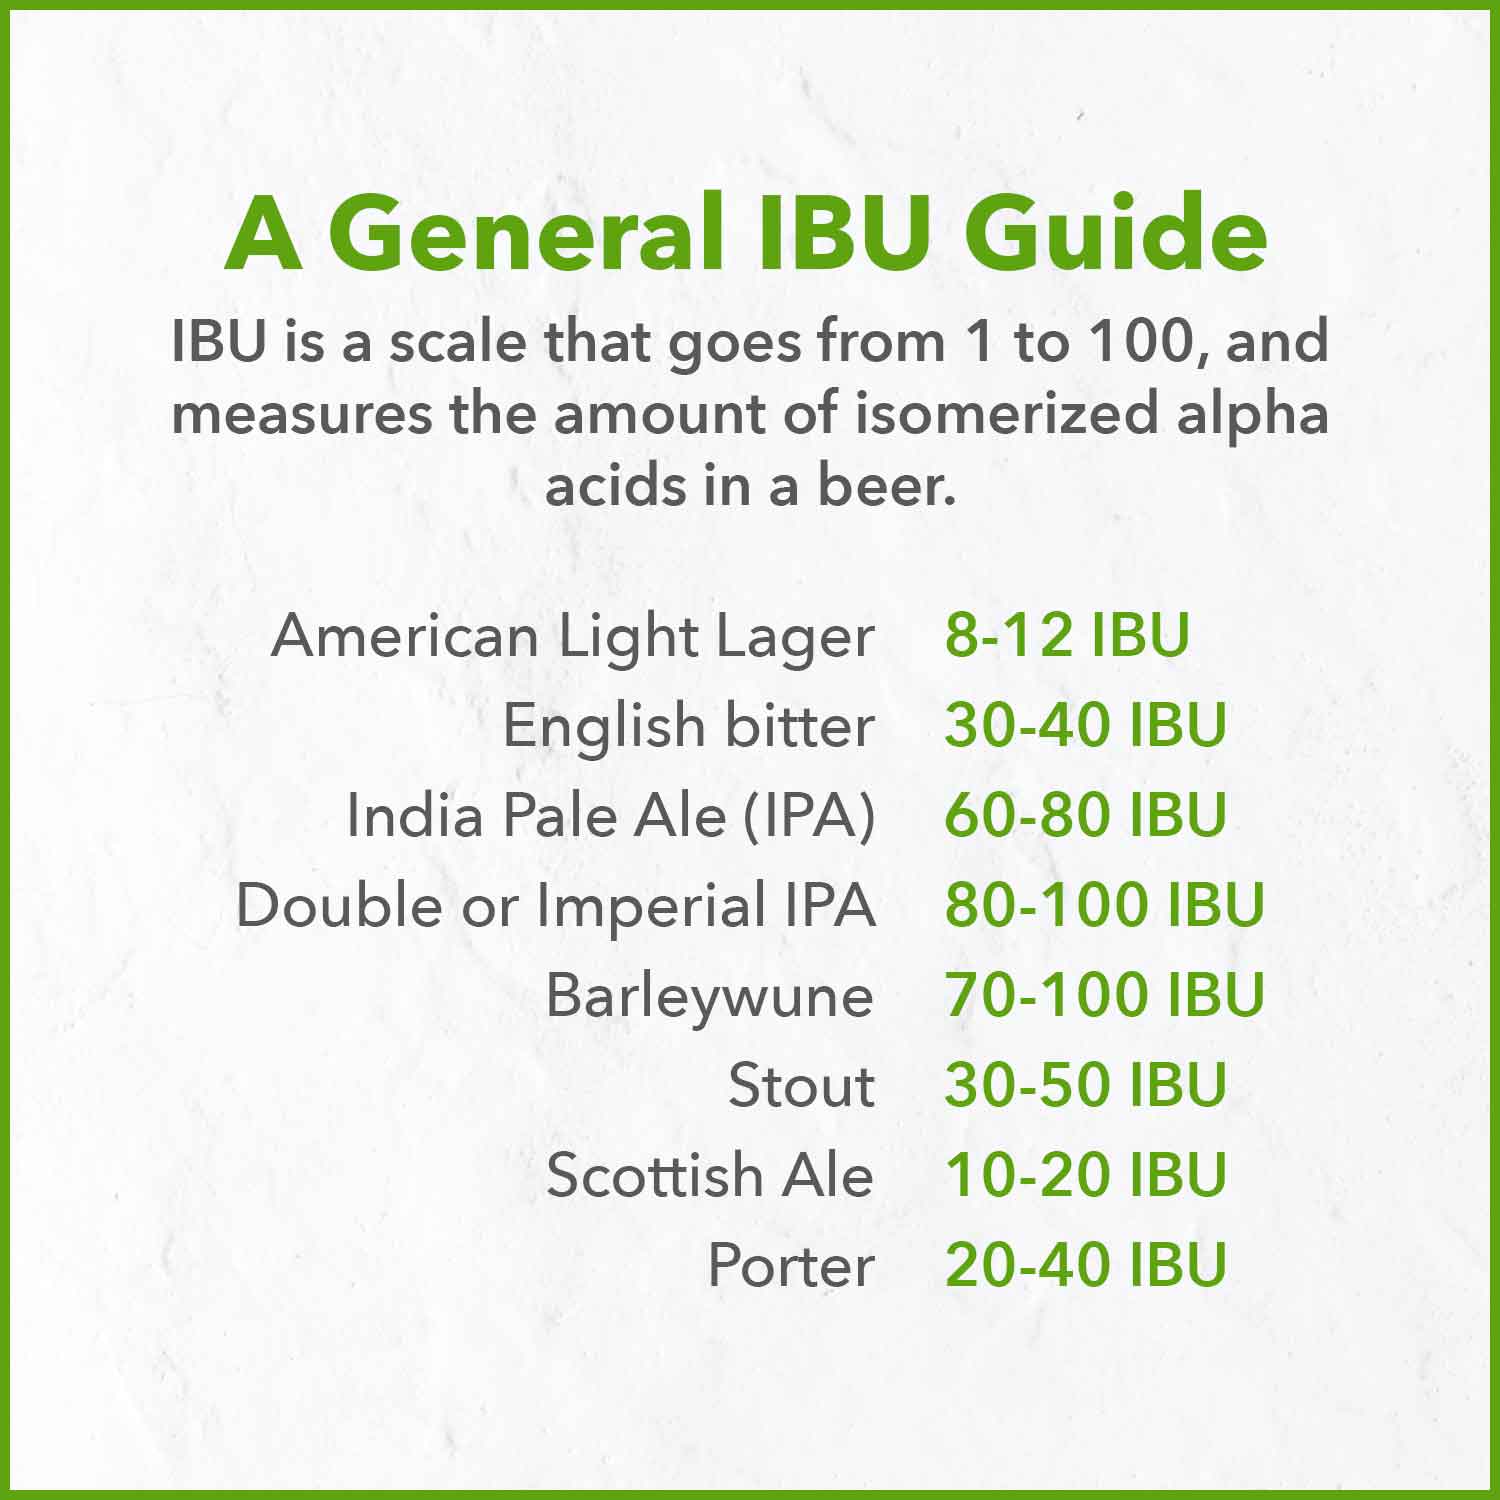 A General IBU Guide
IBU is a scale that goes from 1 to 100, and
measures the amount of isomerized alpha
acids in a beer.
American Light Lager 8-12 IBU
English bitter 30-40 IBU
India Pale Ale (IPA) 60-80 IBU
Double or Imperial IPA 80-100 IBU
Barleywune 70-100 IBU
Stout 30-50 IBU
Scottish Ale 10-20 IBU
Porter 20-40 IBU